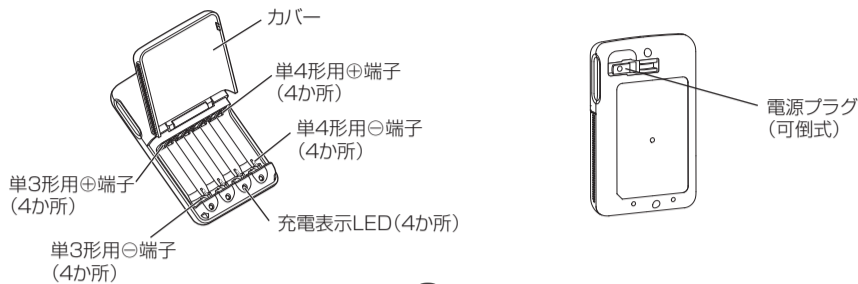 カバー
単4形用⊕端子
(4か所)
単4形用⊖端子
(4か所)
単3形用⊕端子
(4か所)
充電表示LED(4か所)
単3形用⊖端子
(4か所)
電源プラグ
(可倒式)